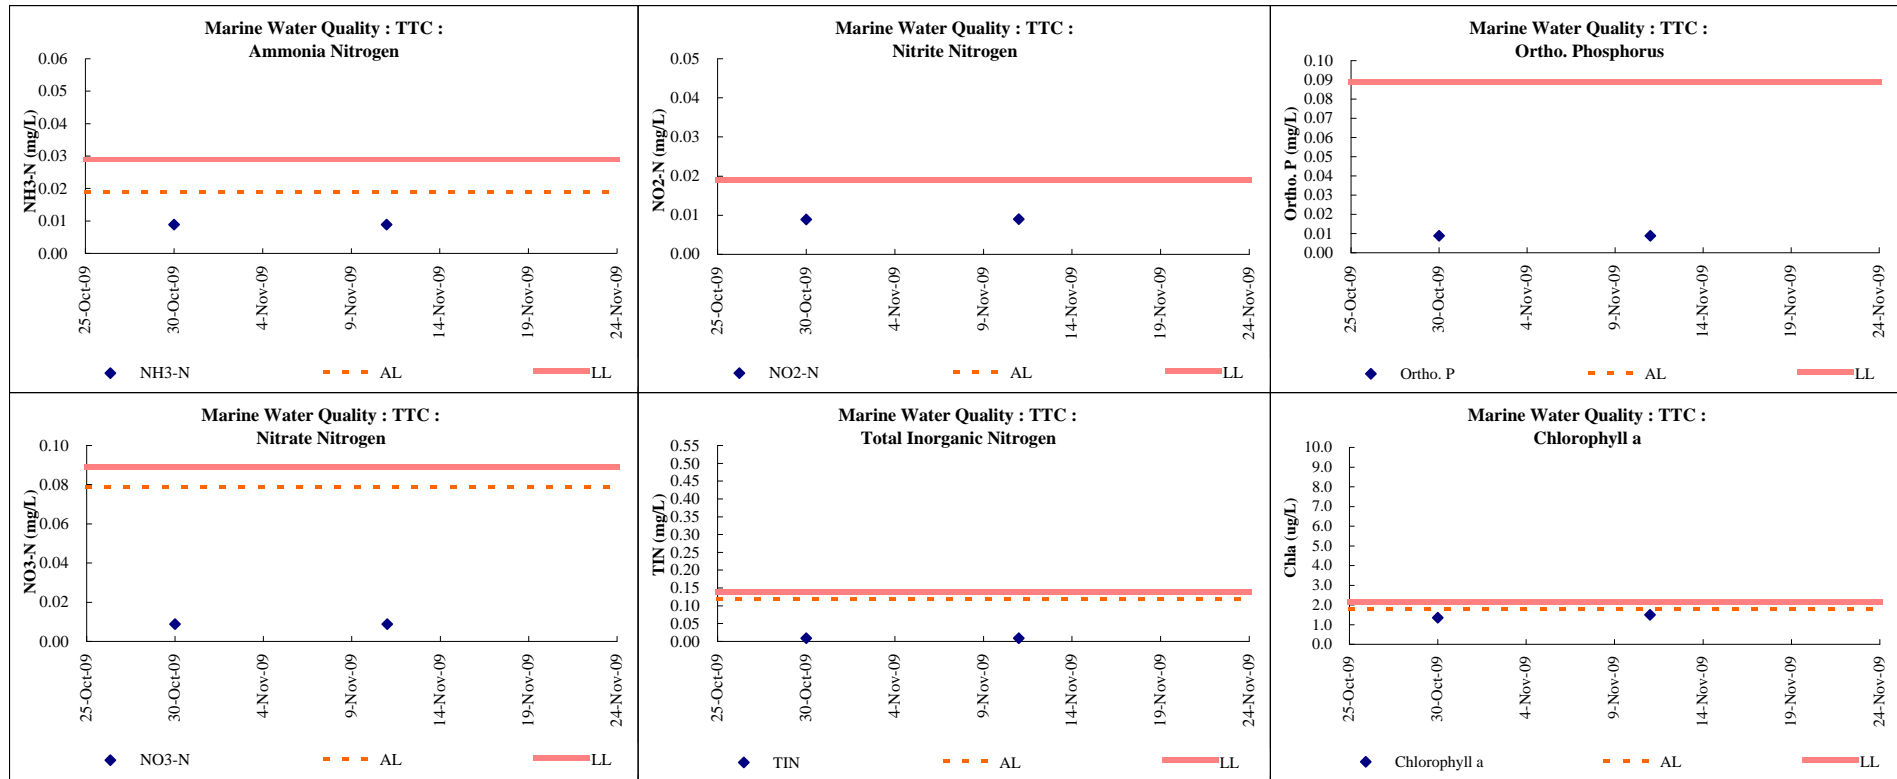 Marine Water Quality : TTC :
Ammonia Nitrogen
NH3-N (mg/L)
0.06
0.05
0.04
0.03
0.02
0.01
0.00
25-Oct-09
30-Oct-09
4-Nov-09
9-Nov-09
14-Nov-09
19-Nov-09
24-Nov-09
NH3-N
AL
LL
Marine Water Quality : TTC :
Nitrite Nitrogen
NO2-N (mg/L)
0.05
0.04
0.03
0.02
0.01
0.00
25-Oct-09
30-Oct-09
4-Nov-09
9-Nov-09
14-Nov-09
19-Nov-09
24-Nov-09
NO2-N
AL
LL
Marine Water Quality : TTC :
Ortho. Phosphorus
Ortho. P (mg/L)
0.10
0.09
0.08
0.07
0.06
0.05
0.04
0.03
0.02
0.01
0.00
25-Oct-09
30-Oct-09
4-Nov-09
9-Nov-09
14-Nov-09
19-Nov-09
24-Nov-09
Ortho. P
AL
LL
Marine Water Quality : TTC :
Nitrate Nitrogen
NO3-N (mg/L)
0.10
0.08
0.06
0.04
0.02
0.00
25-Oct-09
30-Oct-09
4-Nov-09
9-Nov-09
14-Nov-09
19-Nov-09
24-Nov-09
NO3-N
AL
LL
Marine Water Quality : TTC :
Total Inorganic Nitrogen
TIN (mg/L)
0.55
0.50
0.45
0.40
0.35
0.30
0.25
0.20
0.15
0.10
0.05
0.00
25-Oct-09
30-Oct-09
4-Nov-09
9-Nov-09
14-Nov-09
19-Nov-09
24-Nov-09
TIN
AL
LL
Marine Water Quality : TTC :
Chlorophyll a
Chla (ug/L)
10.0
9.0
8.0
7.0
6.0
5.0
4.0
3.0
2.0
1.0
0.0
25-Oct-09
30-Oct-09
4-Nov-09
9-Nov-09
14-Nov-09
19-Nov-09
24-Nov-09
Chlorophyll a
AL
LL